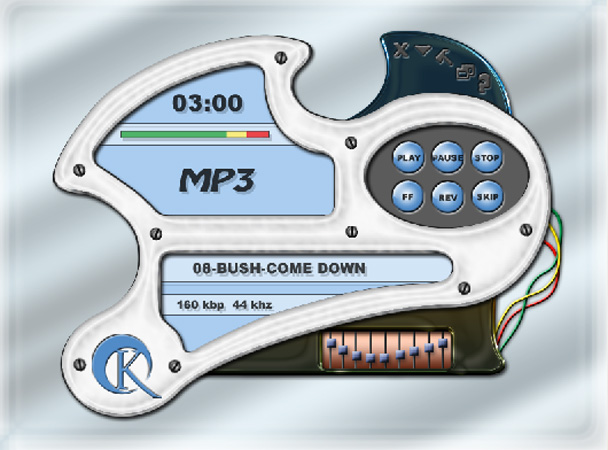 03:00
MP3
PLAY PAUSE STOP
FF REV SKIP
08-BUSH-COME DOWN
160 kbp 44 khz
K